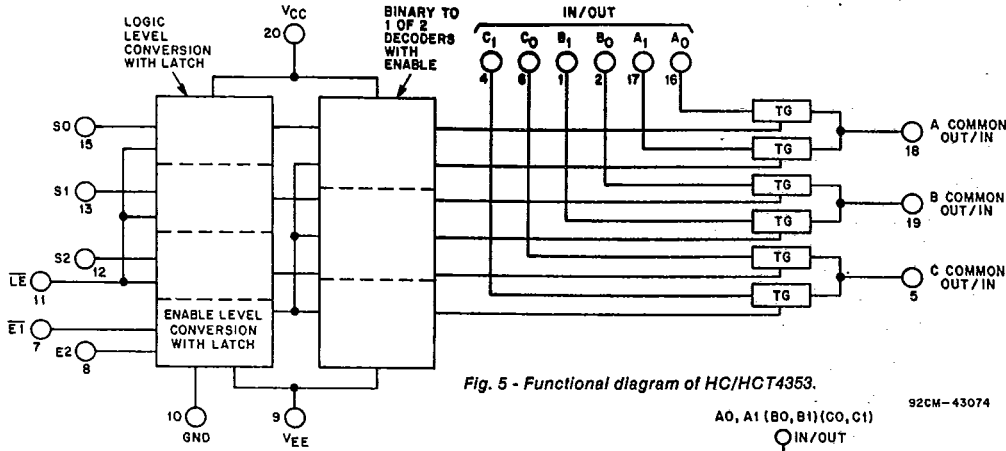 VCC
20
LOGIC
LEVEL
CONVERSION
WITH LATCH
BINARY TO
1 OF 2
DECODERS
WITH
ENABLE
IN/OUT
C1 C0 B1 B0 A1 A0
4 6 1 2 17 16
S0
15
S1
13
S2
12
LE
11
E1
7
E2
8
ENABLE LEVEL
CONVERSION
WITH LATCH
TG
TG
TG
TG
TG
TG
A COMMON
OUT/IN
18
B COMMON
OUT/IN
19
C COMMON
OUT/IN
5
10
GND
9
VEE
Fig. 5 - Functional diagram of HC/HCT4353.
92CM-43074
A0, A1 (B0, B1)(C0, C1)
IN/OUT